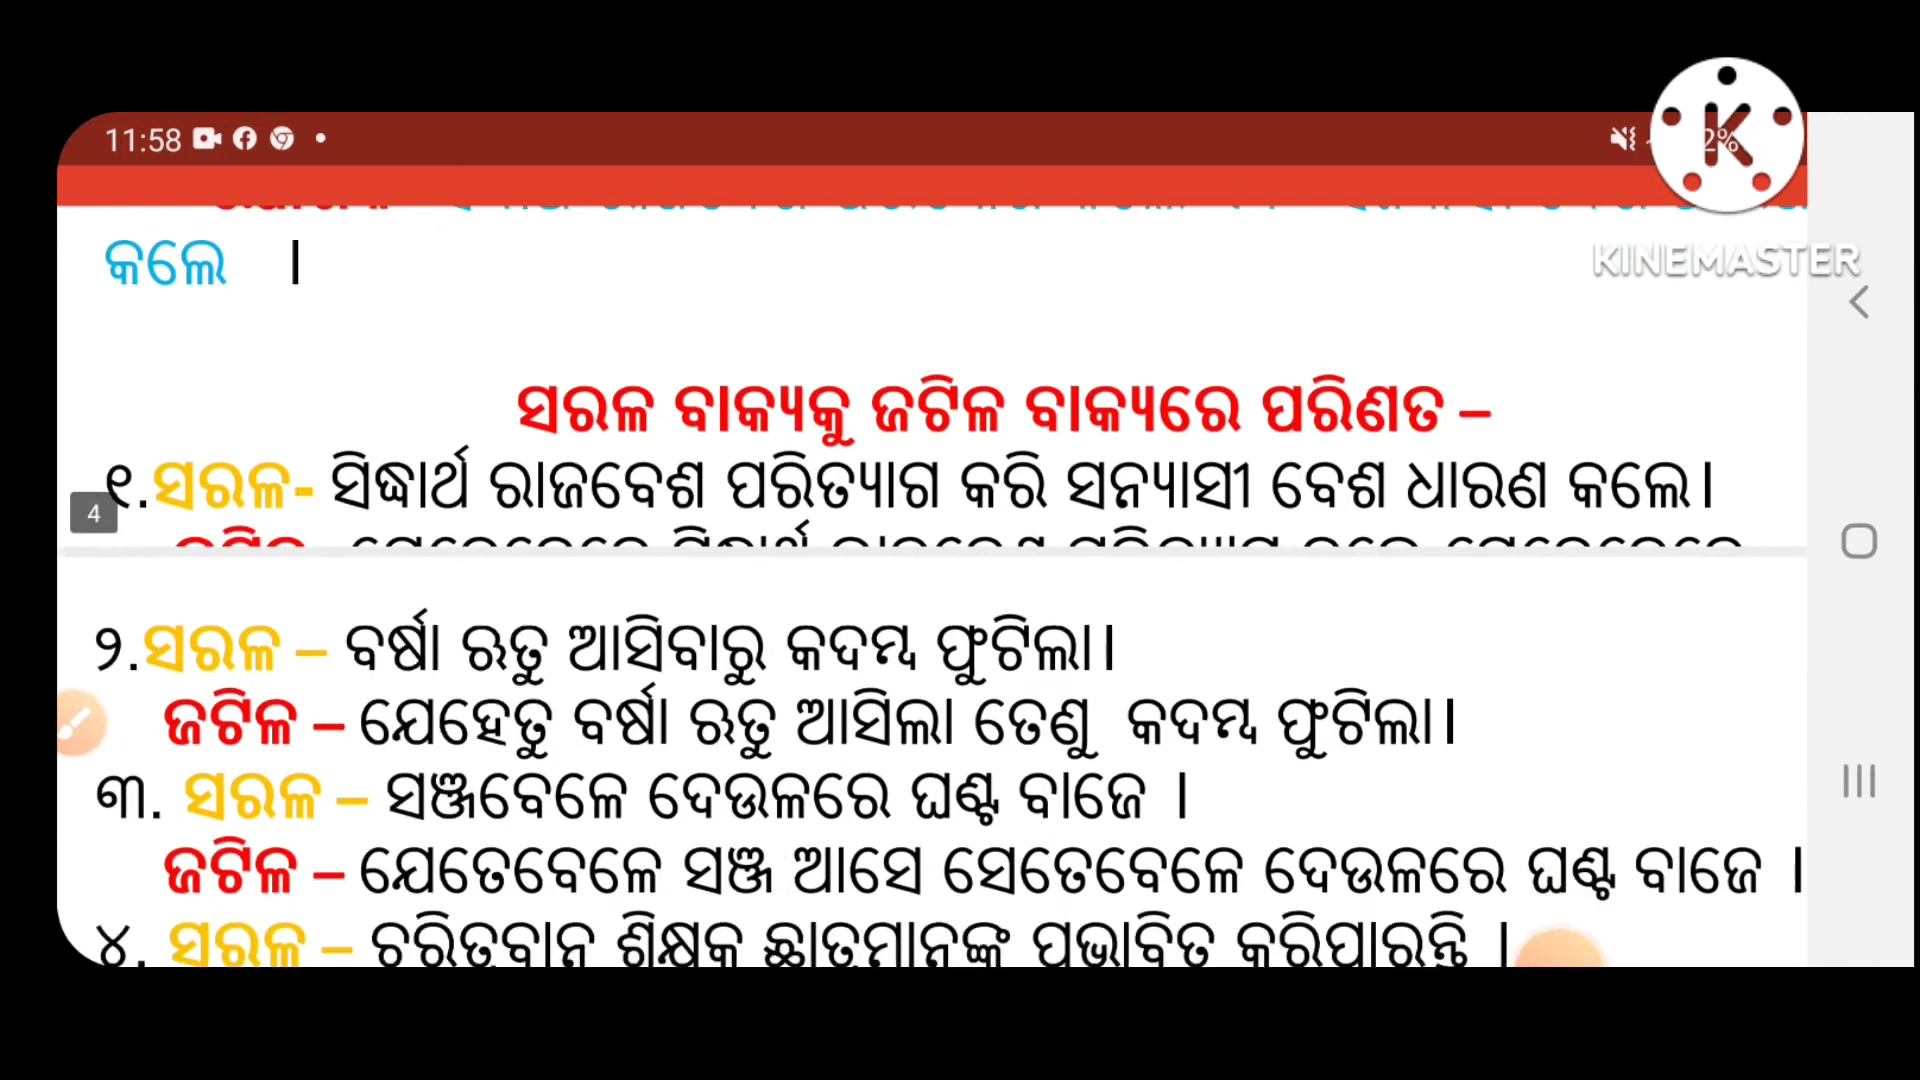 11:58
2%
KINEMASTER
କଲେ ।
ସରଳ ବାକ୍ୟକୁ ଜଟିଳ ବାକ୍ୟରେ ପରିଣତ –
୧.ସରଳ- ସିଦ୍ଧାର୍ଥ ରାଜବେଶ ପରିତ୍ୟାଗ କରି ସନ୍ୟାସୀ ବେଶ ଧାରଣ କଲେ।
4
୨.ସରଳ – ବର୍ଷା ଋତୁ ଆସିବାରୁ କଦମ୍ବ ଫୁଟିଲା।
ଜଟିଳ – ଯେହେତୁ ବର୍ଷା ଋତୁ ଆସିଲା ତେଣୁ କଦମ୍ବ ଫୁଟିଲା।
୩. ସରଳ – ସଞ୍ଜବେଳେ ଦେଉଳରେ ଘଣ୍ଟ ବାଜେ ।
ଜଟିଳ – ଯେତେବେଳେ ସଞ୍ଜ ଆସେ ସେତେବେଳେ ଦେଉଳରେ ଘଣ୍ଟ ବାଜେ ।
୪. ସରଳ – ଚରିତ୍ରବାନ ଶିକ୍ଷକ ଛାତ୍ରମାନଙ୍କ ପ୍ରଭାବିତ କରିପାରନ୍ତି ।